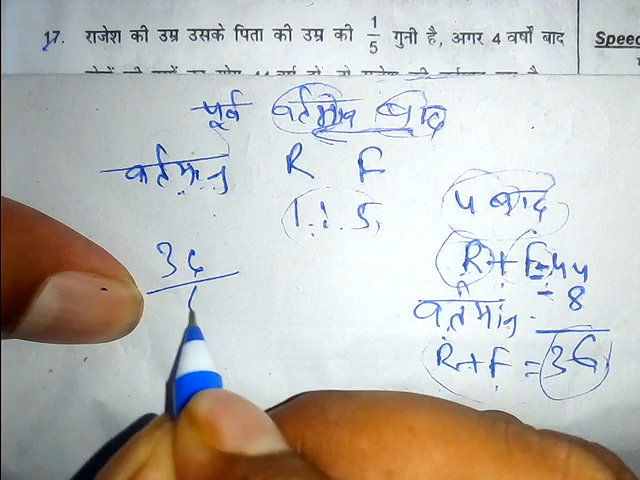 17. राजेश की उम्र उसके पिता की उम्र की 1/5 गुनी है, अगर 4 वर्षों बाद
Speed
पूर्व वर्तमान बाद
वर्तमान R F
1 : 5
4 बाद
R+F=44
वर्तमान - 8
R+F = 36
36